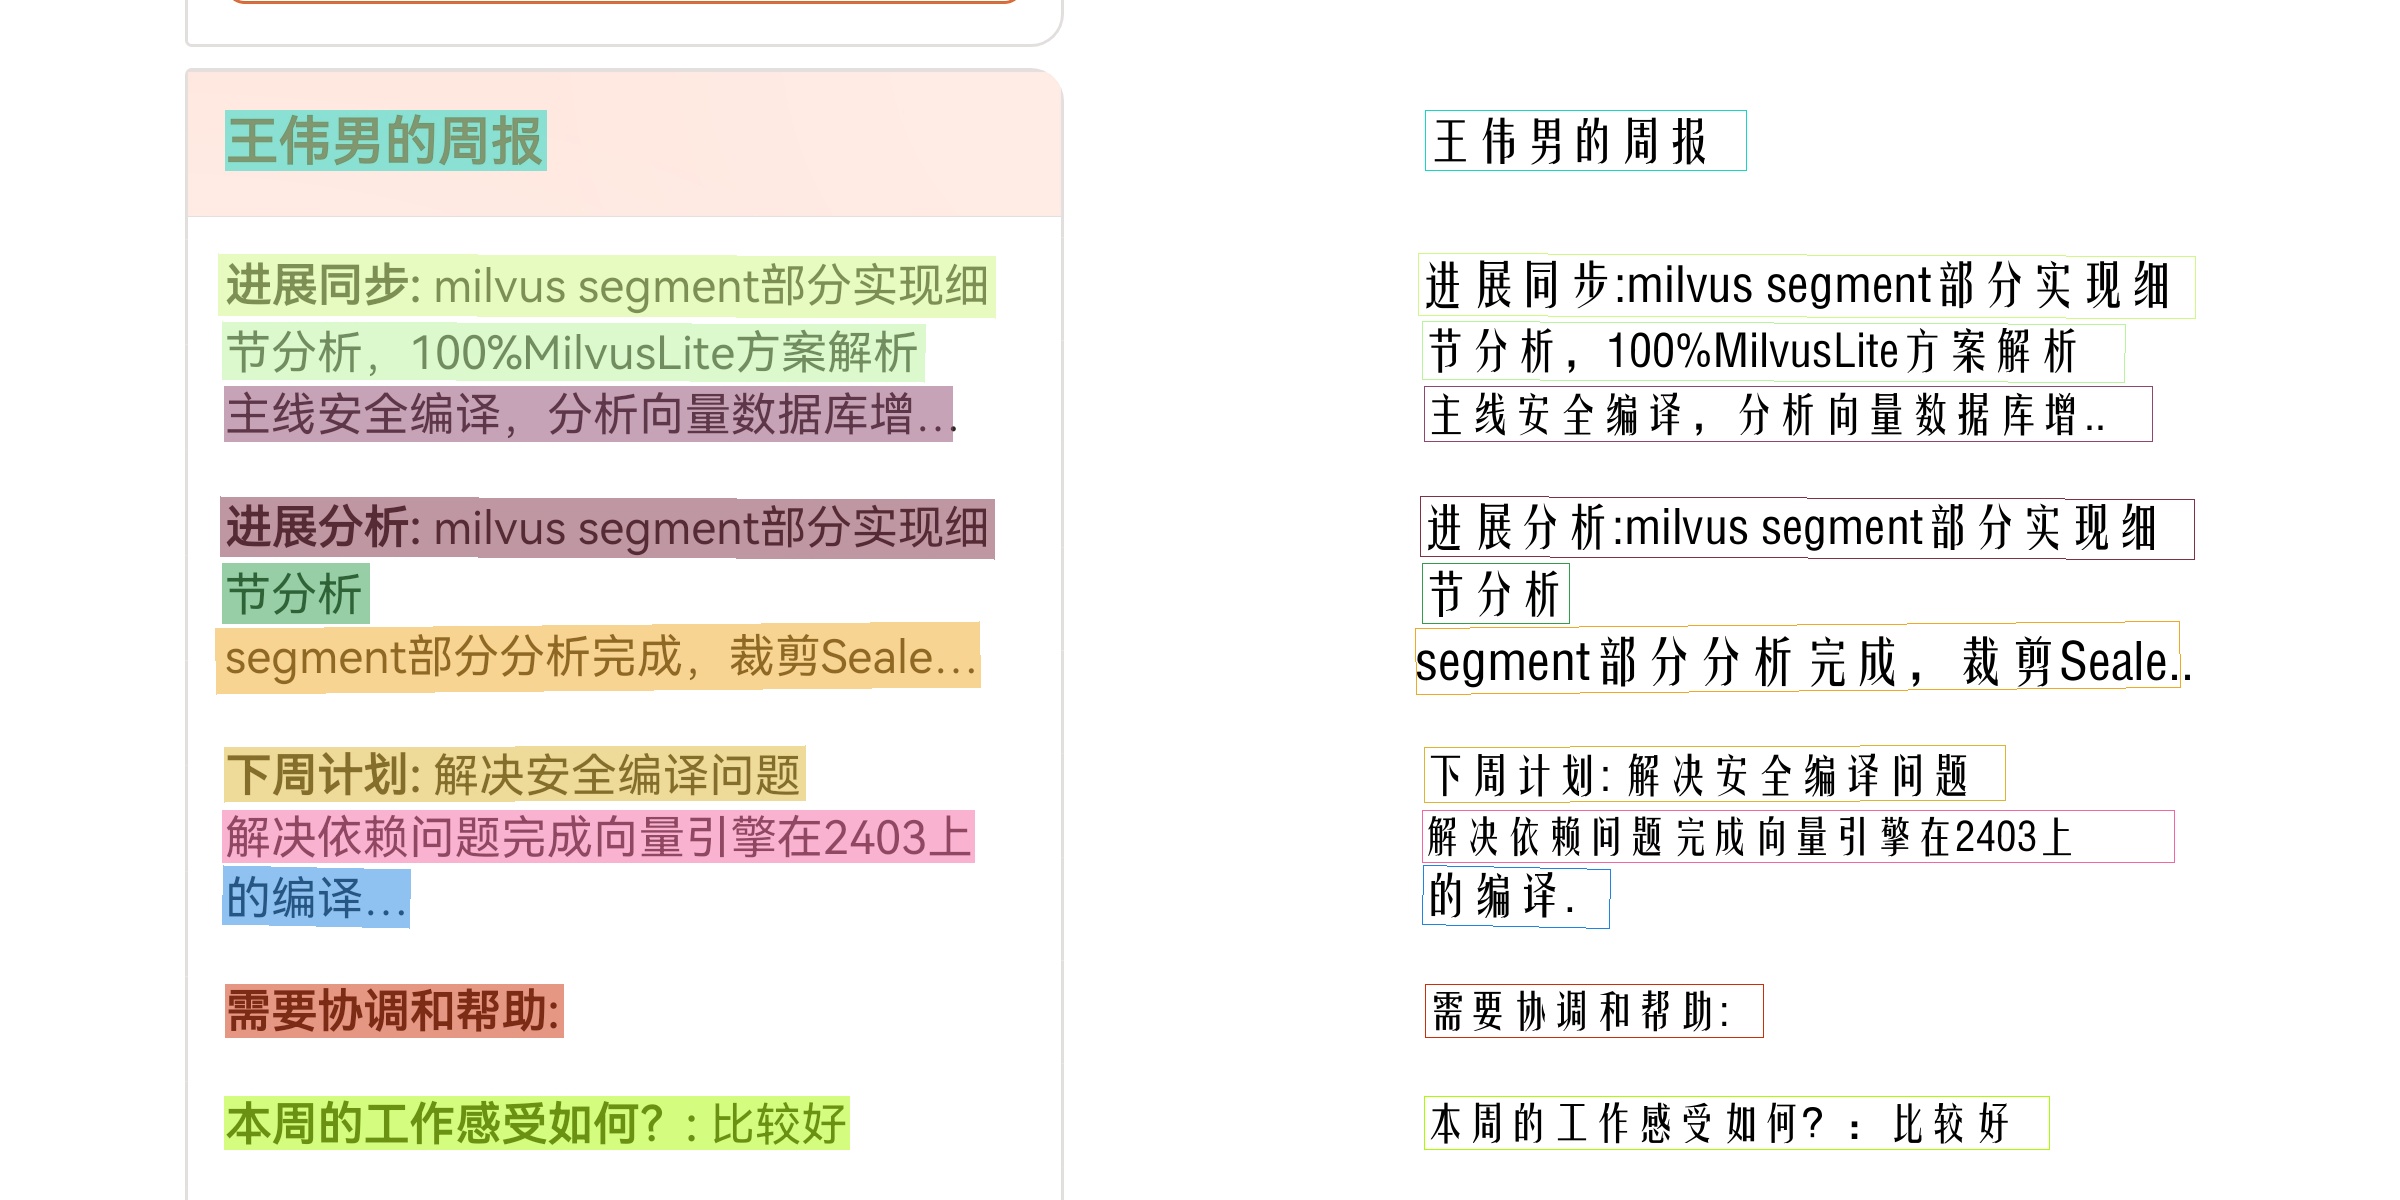 王伟男的周报
进展同步: milvus segment部分实现细
节分析，100%MilvusLite方案解析
主线安全编译，分析向量数据库增...
进展分析: milvus segment部分实现细
节分析
segment部分分析完成，裁剪Seale...
下周计划: 解决安全编译问题
解决依赖问题完成向量引擎在2403上
的编译...
需要协调和帮助:
本周的工作感受如何？: 比较好
王伟男的周报
进展同步:milvus segment部分实现细
节分析，100%MilvusLite方案解析
主线安全编译，分析向量数据库增..
进展分析:milvus segment部分实现细
节分析
segment部分分析完成，裁剪Seale..
下周计划: 解决安全编译问题
解决依赖问题完成向量引擎在2403上
的编译.
需要协调和帮助:
本周的工作感受如何?：比较好